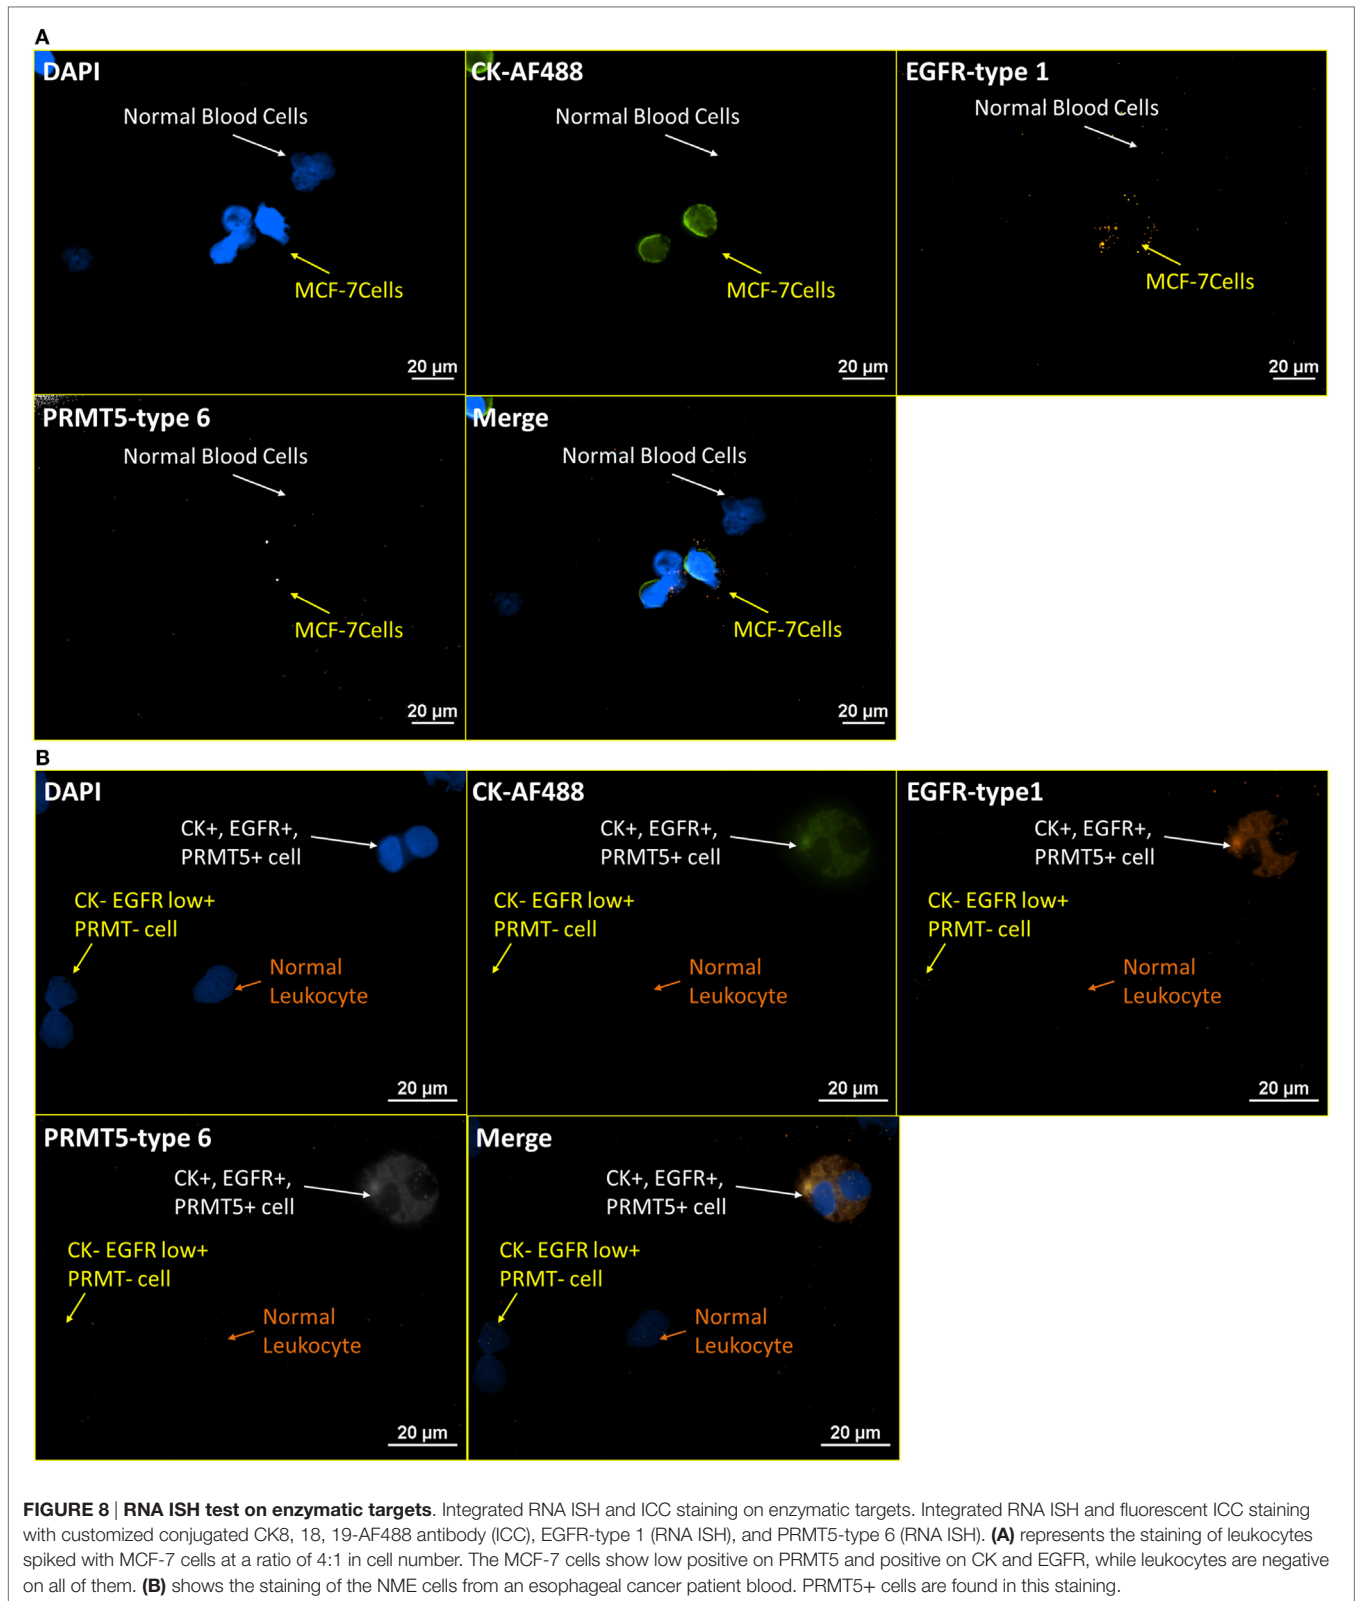 A
DAPI
Normal Blood Cells
MCF-7Cells
20 µm
CK-AF488
Normal Blood Cells
MCF-7Cells
20 µm
EGFR-type 1
Normal Blood Cells
MCF-7Cells
20 µm
PRMT5-type 6
Normal Blood Cells
MCF-7Cells
20 µm
Merge
Normal Blood Cells
MCF-7Cells
20 µm
B
DAPI
CK+, EGFR+,
PRMT5+ cell
CK- EGFR low+
PRMT- cell
Normal
Leukocyte
20 µm
CK-AF488
CK+, EGFR+,
PRMT5+ cell
CK- EGFR low+
PRMT- cell
Normal
Leukocyte
20 µm
EGFR-type1
CK+, EGFR+,
PRMT5+ cell
CK- EGFR low+
PRMT- cell
Normal
Leukocyte
20 µm
PRMT5-type 6
CK+, EGFR+,
PRMT5+ cell
CK- EGFR low+
PRMT- cell
Normal
Leukocyte
20 µm
Merge
CK+, EGFR+,
PRMT5+ cell
CK- EGFR low+
PRMT- cell
Normal
Leukocyte
20 µm
FIGURE 8 | RNA ISH test on enzymatic targets. Integrated RNA ISH and ICC staining on enzymatic targets. Integrated RNA ISH and fluorescent ICC staining
with customized conjugated CK8, 18, 19-AF488 antibody (ICC), EGFR-type 1 (RNA ISH), and PRMT5-type 6 (RNA ISH). (A) represents the staining of leukocytes
spiked with MCF-7 cells at a ratio of 4:1 in cell number. The MCF-7 cells show low positive on PRMT5 and positive on CK and EGFR, while leukocytes are negative
on all of them. (B) shows the staining of the NME cells from an esophageal cancer patient blood. PRMT5+ cells are found in this staining.